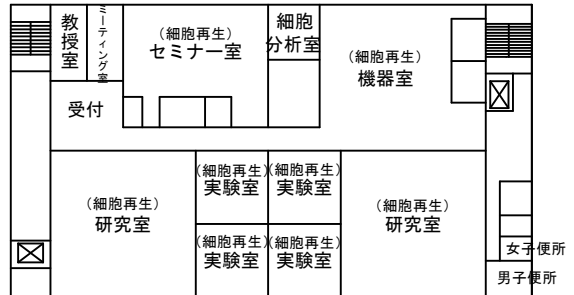 教授室
ミーティング室
(細胞再生)
セミナー室
細胞
分析室
(細胞再生)
機器室
受付
(細胞再生)
研究室
(細胞再生)
実験室
(細胞再生)
実験室
(細胞再生)
研究室
(細胞再生)
実験室
(細胞再生)
実験室
女子便所
男子便所